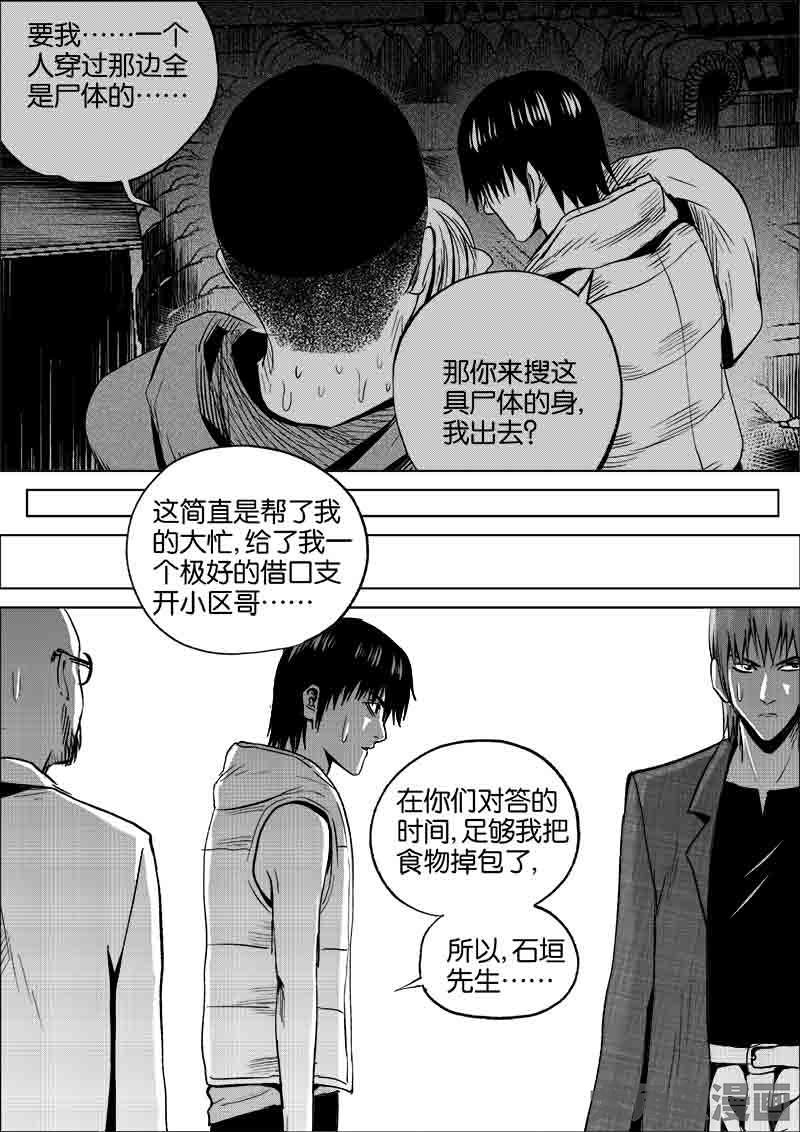 要我……一个
人穿过那边全
是尸体的……
那你来搜这
具尸体的身,
我出去?
这简直是帮了我
的大忙,给了我一
个极好的借口支
开小区哥……
在你们对答的
时间,足够我把
食物掉包了,
所以,石垣
先生……
漫画